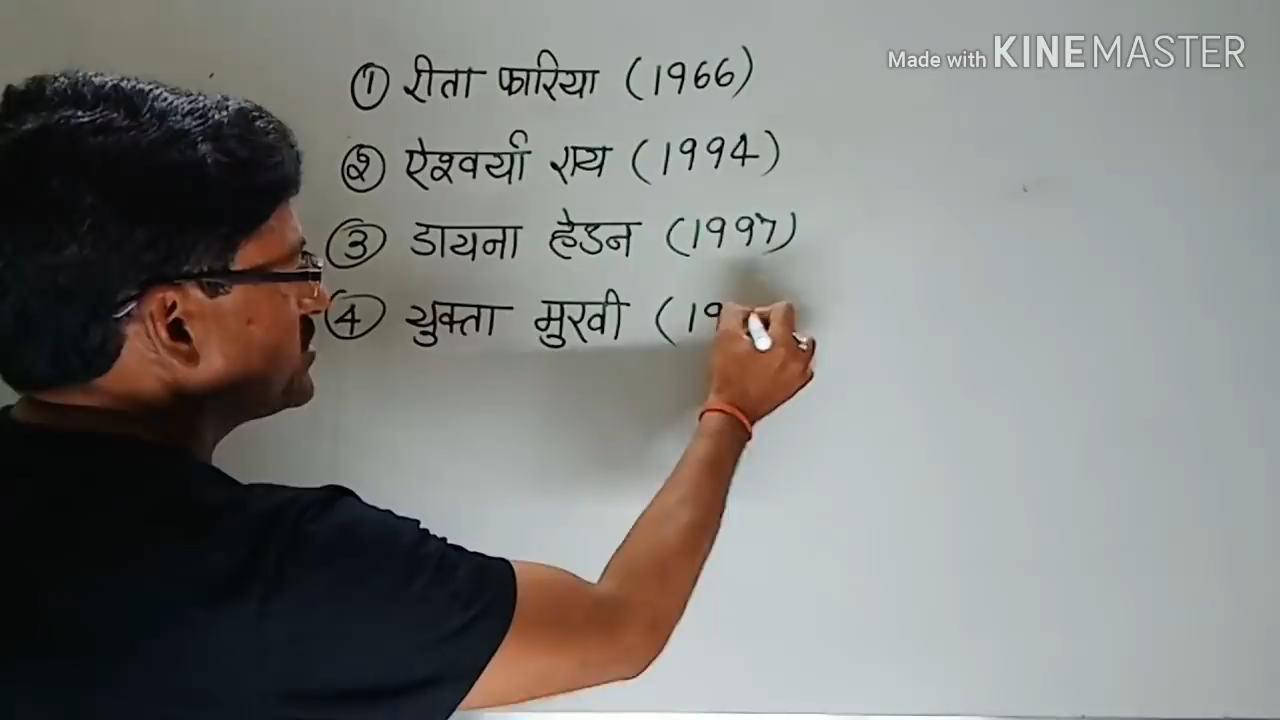 Made with KINEMASTER
① रीता फारिया (1966)
② ऐश्वर्या राय (1994)
③ डायना हेडन (1997)
④ युक्ता मुखी (19